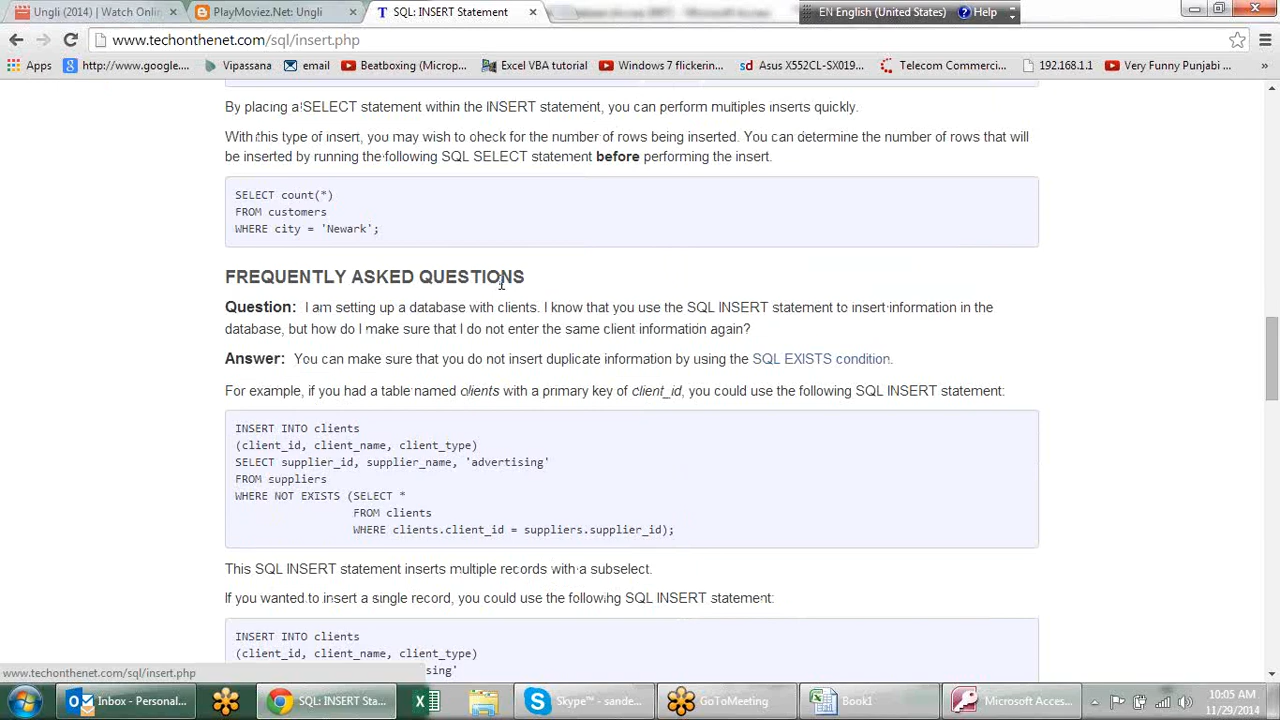 Ungli (2014) | Watch Onlin
PlayMoviez.Net: Ungli
SQL: INSERT Statement
EN English (United States)
Help
www.techonthenet.com/sql/insert.php
Apps
http://www.google....
Vipassana
email
Beatboxing (Microp...
Excel VBA tutorial
Windows 7 flickerin...
Asus X552CL-SX019...
Telecom Commerci...
192.168.1.1
Very Funny Punjabi ...
By placing a SELECT statement within the INSERT statement, you can perform multiples inserts quickly.
With this type of insert, you may wish to check for the number of rows being inserted. You can determine the number of rows that will
be inserted by running the following SQL SELECT statement before performing the insert.
SELECT count(*)
FROM customers
WHERE city = 'Newark';
FREQUENTLY ASKED QUESTIONS
Question: I am setting up a database with clients. I know that you use the SQL INSERT statement to insert information in the
database, but how do I make sure that I do not enter the same client information again?
Answer: You can make sure that you do not insert duplicate information by using the SQL EXISTS condition.
For example, if you had a table named clients with a primary key of client_id, you could use the following SQL INSERT statement:
INSERT INTO clients
(client_id, client_name, client_type)
SELECT supplier_id, supplier_name, 'advertising'
FROM suppliers
WHERE NOT EXISTS (SELECT *
FROM clients
WHERE clients.client_id = suppliers.supplier_id);
This SQL INSERT statement inserts multiple records with a subselect.
If you wanted to insert a single record, you could use the following SQL INSERT statement:
INSERT INTO clients
(client_id, client_name, client_type)
sing'
www.techonthenet.com/sql/insert.php
Inbox - Personal...
SQL: INSERT Sta...
Skype™ - sande...
GoToMeeting
Book1
Microsoft Acces...
10:05 AM
11/29/2014